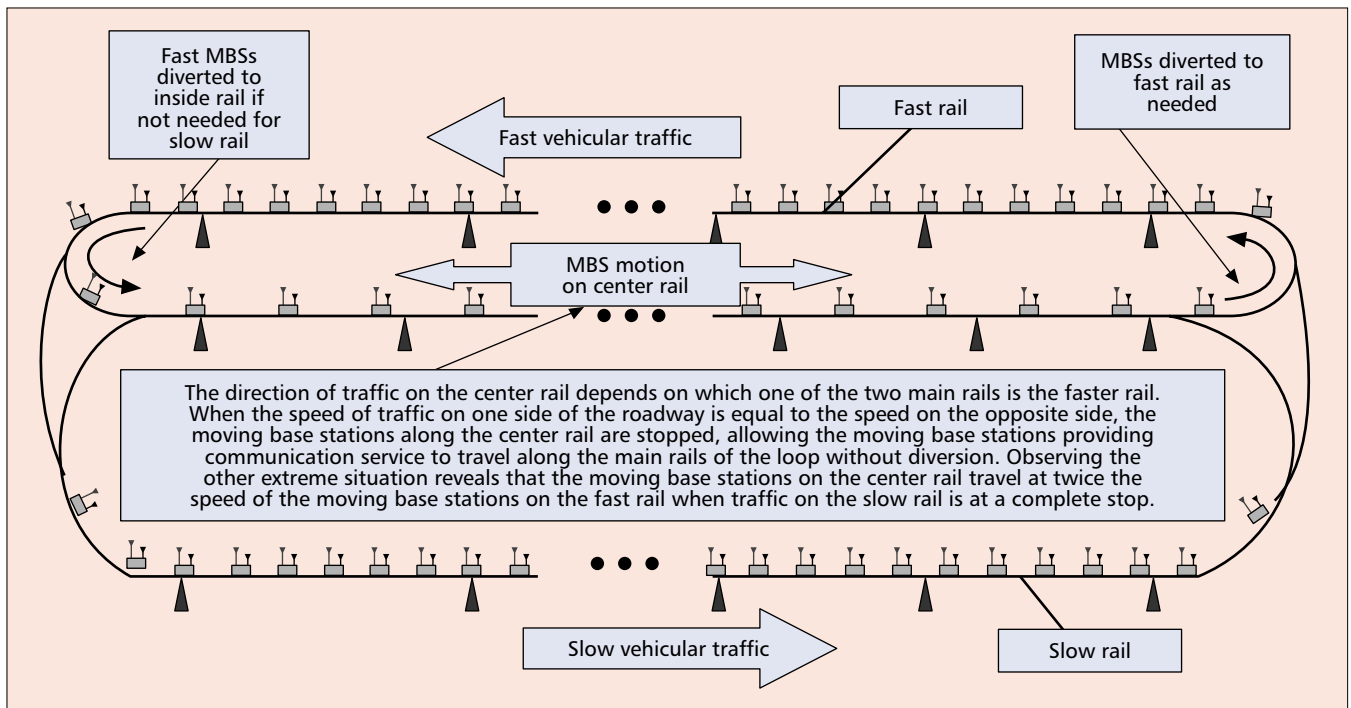 Fast MBSs
diverted to
inside rail if
not needed for
slow rail
Fast vehicular traffic
Fast rail
MBSs diverted to
fast rail as
needed
MBS motion
on center rail
The direction of traffic on the center rail depends on which one of the two main rails is the faster rail.
When the speed of traffic on one side of the roadway is equal to the speed on the opposite side, the
moving base stations along the center rail are stopped, allowing the moving base stations providing
communication service to travel along the main rails of the loop without diversion. Observing the
other extreme situation reveals that the moving base stations on the center rail travel at twice the
speed of the moving base stations on the fast rail when traffic on the slow rail is at a complete stop.
Slow vehicular traffic
Slow rail